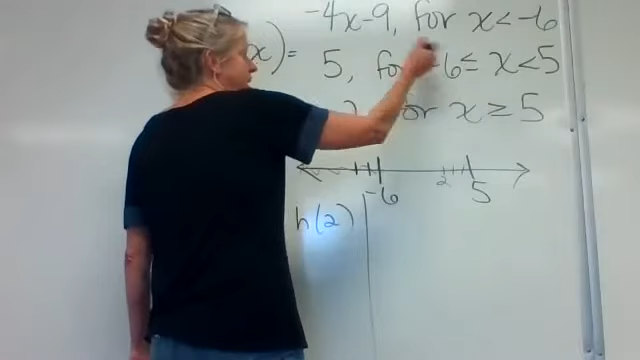 -4x-9, for x < -6
x) = 5, for -6 ≤ x < 5
for x ≥ 5
-6 2 5
h(2)